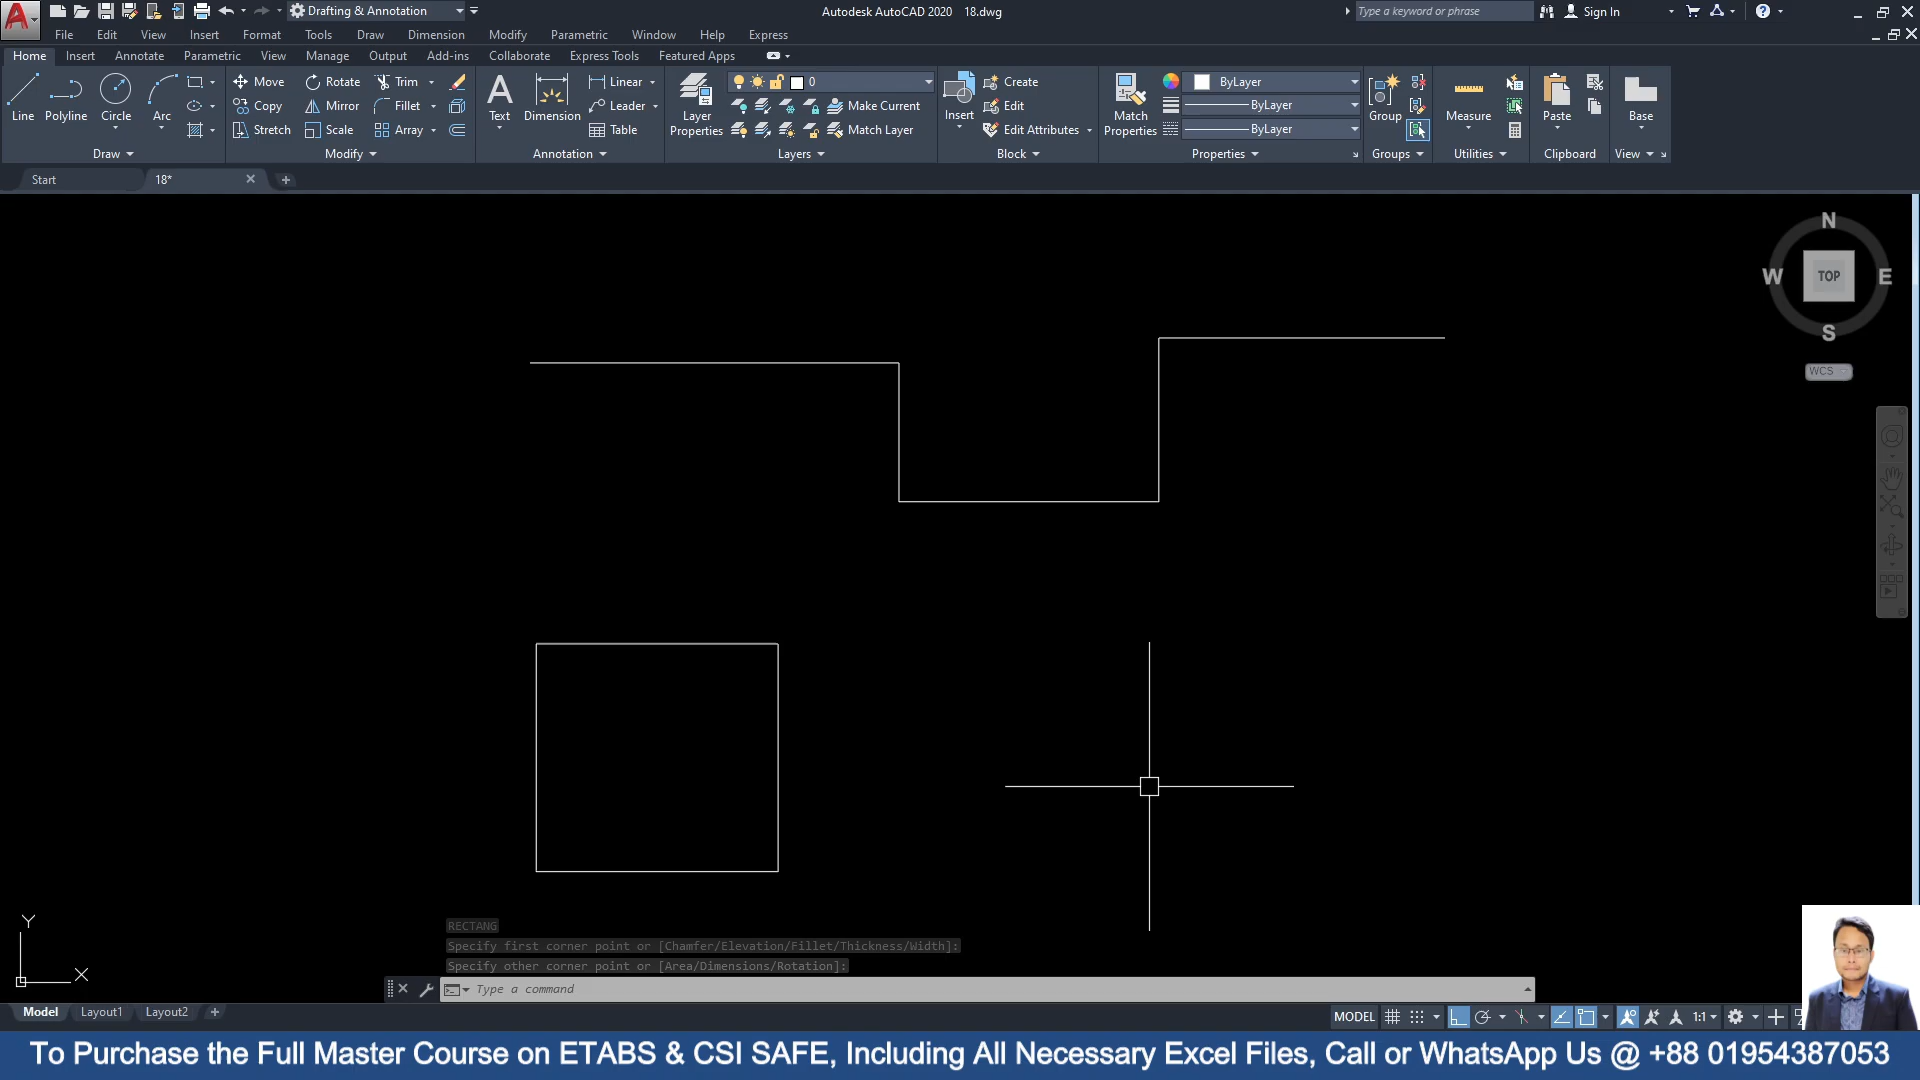 Drafting & Annotation
Autodesk AutoCAD 2020 18.dwg
Type a keyword or phrase
Sign In
File Edit View Insert Format Tools Draw Dimension Modify Parametric Window Help Express
Home Insert Annotate Parametric View Manage Output Add-ins Collaborate Express Tools Featured Apps
Line
Polyline
Circle
Arc
Draw
Move
Copy
Stretch
Rotate
Mirror
Scale
Trim
Fillet
Array
Modify
Text
Dimension
Linear
Leader
Table
Annotation
Layer
Properties
0
Make Current
Match Layer
Layers
Insert
Create
Edit
Edit Attributes
Block
Match
Properties
ByLayer
ByLayer
ByLayer
Properties
Group
Groups
Measure
Utilities
Paste
Clipboard
Base
View
Start
18*
N
W
TOP
E
S
WCS
Y
X
RECTANG
Specify first corner point or [Chamfer/Elevation/Fillet/Thickness/Width]:
Specify other corner point or [Area/Dimensions/Rotation]:
Type a command
Model Layout1 Layout2
MODEL
1:1
To Purchase the Full Master Course on ETABS & CSI SAFE, Including All Necessary Excel Files, Call or WhatsApp Us @ +88 01954387053